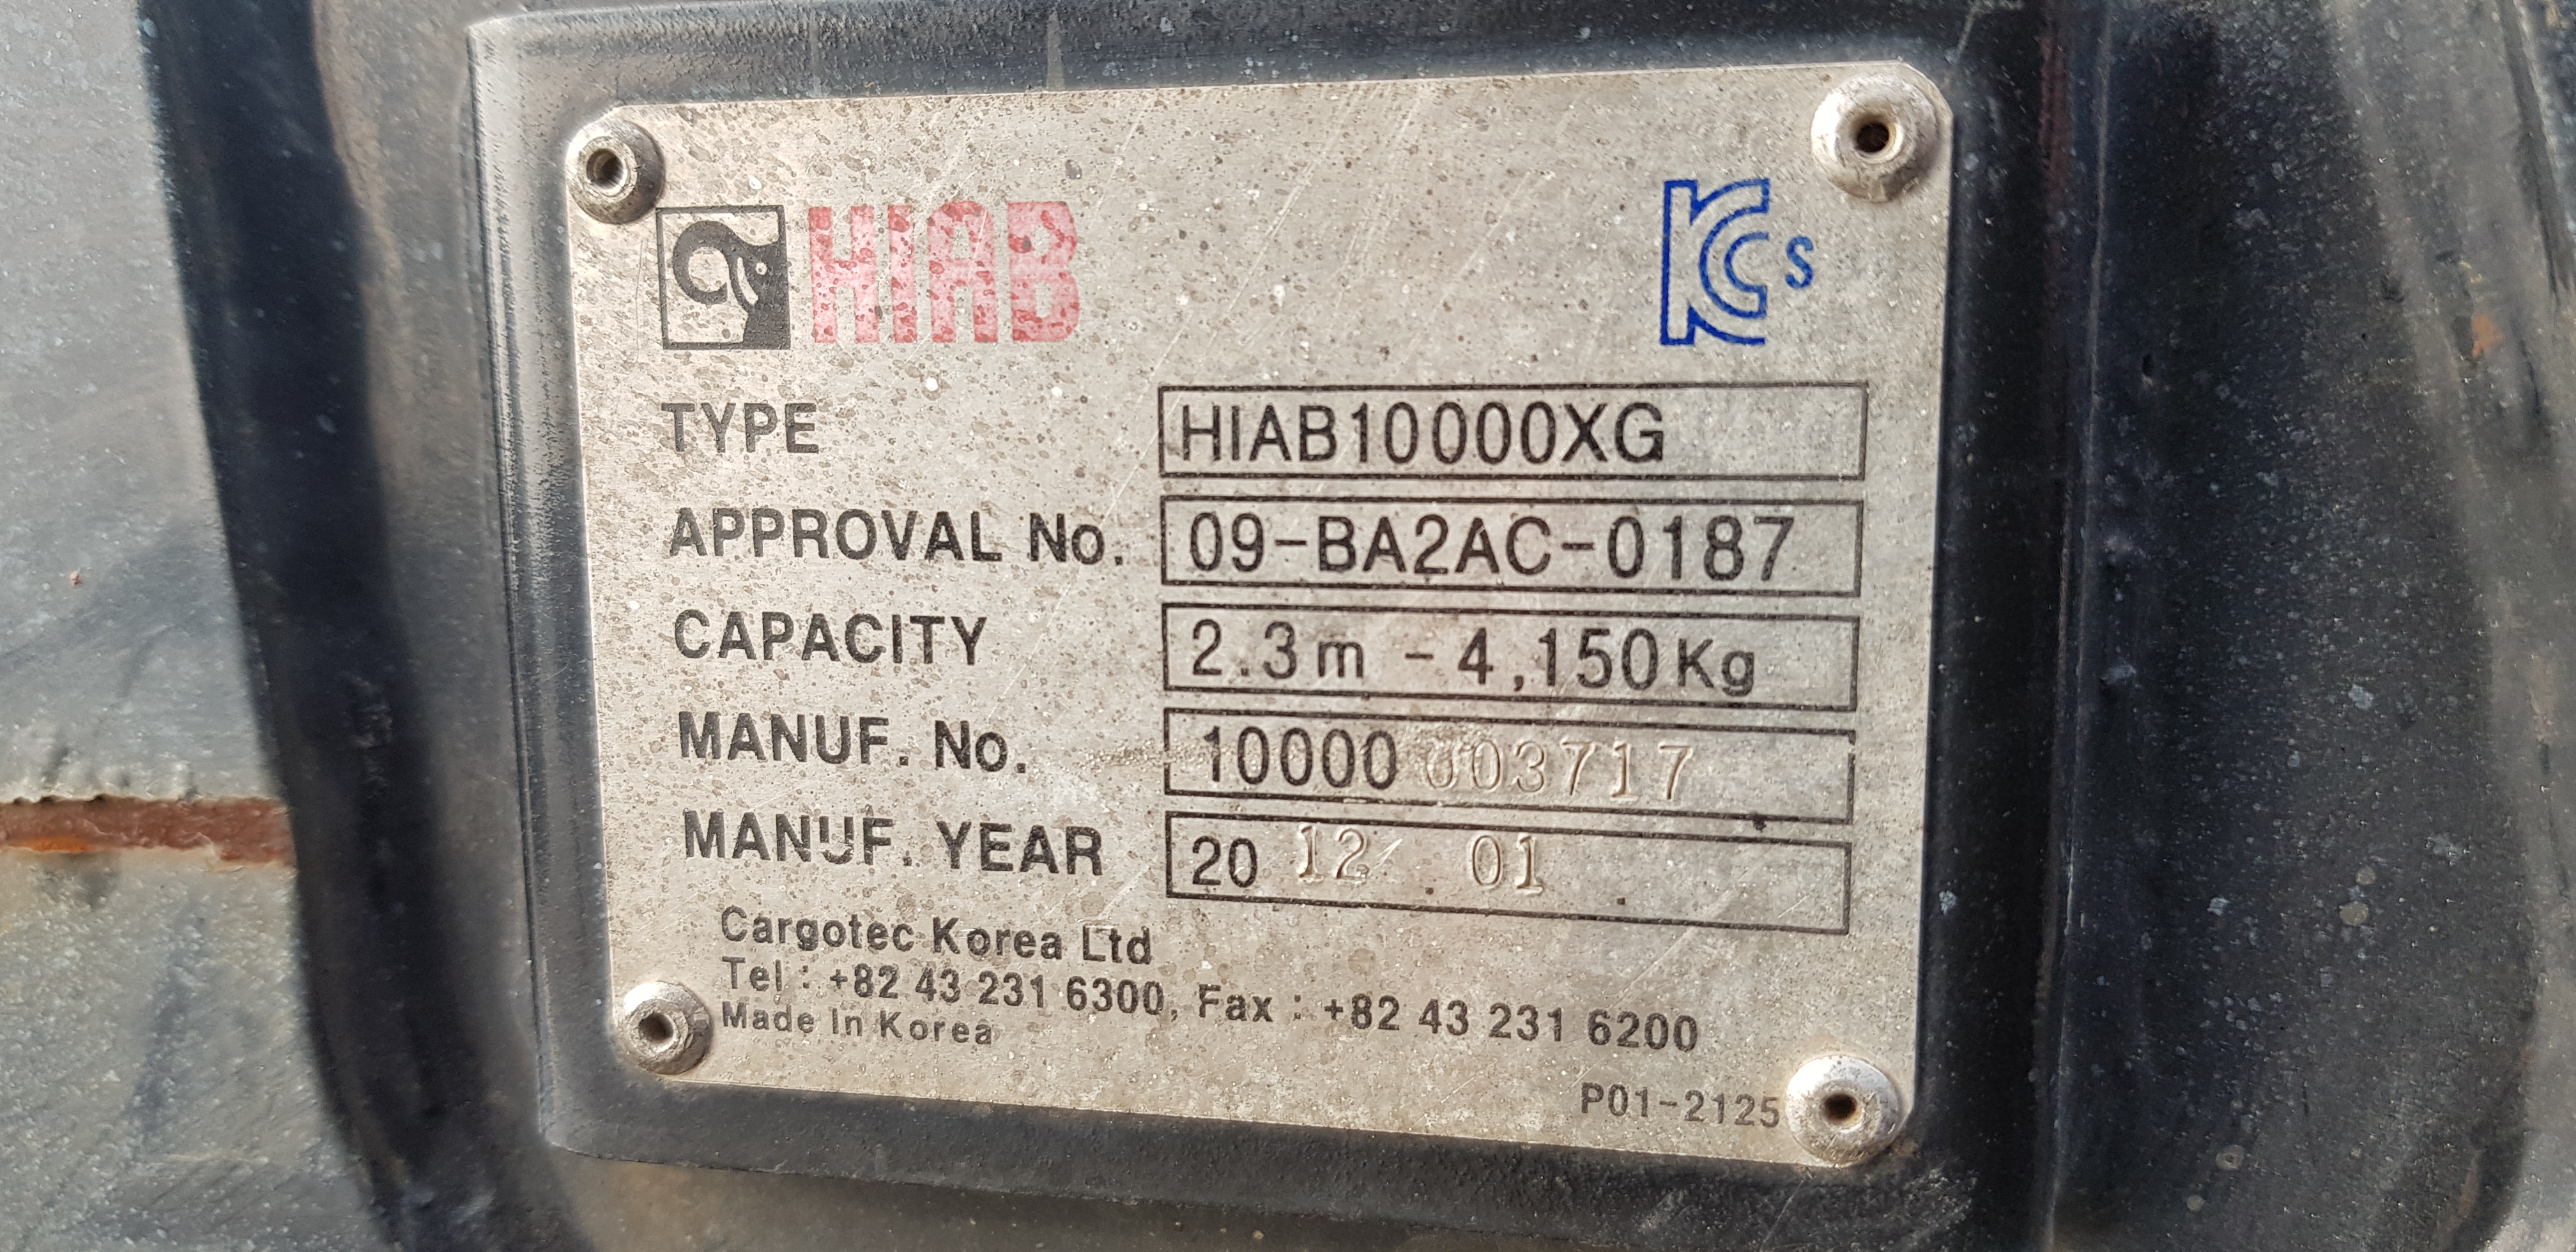 HIAB
KCs
TYPE HIAB10000XG
APPROVAL No. 09-BA2AC-0187
CAPACITY 2.3m - 4,150Kg
MANUF. No. 10000 003717
MANUF. YEAR 20 12 01
Cargotec Korea Ltd
Tel : +82 43 231 6300, Fax : +82 43 231 6200
Made In Korea
P01-2125